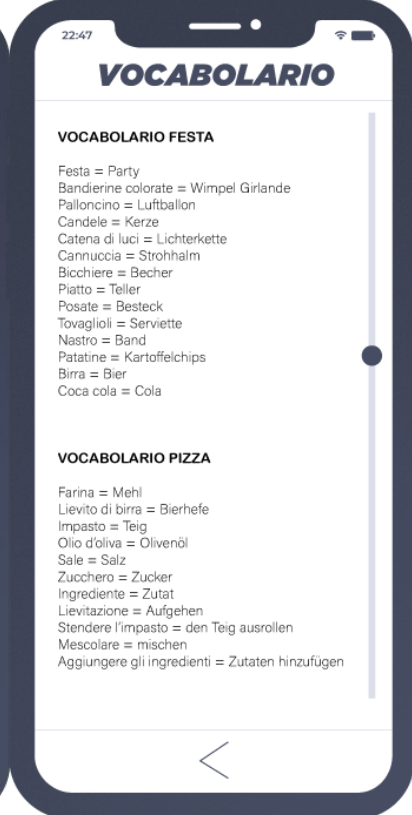 22:47
VOCABOLARIO
VOCABOLARIO FESTA
Festa = Party
Bandierine colorate = Wimpel Girlande
Palloncino = Luftballon
Candele = Kerze
Catena di luci = Lichterkette
Cannuccia = Strohhalm
Bicchiere = Becher
Piatto = Teller
Posate = Besteck
Tovaglioli = Serviette
Nastro = Band
Patatine = Kartoffelchips
Birra = Bier
Coca cola = Cola
VOCABOLARIO PIZZA
Farina = Mehl
Lievito di birra = Bierhefe
Impasto = Teig
Olio d'oliva = Olivenöl
Sale = Salz
Zucchero = Zucker
Ingrediente = Zutat
Lievitazione = Aufgehen
Stendere l'impasto = den Teig ausrollen
Mescolare = mischen
Aggiungere gli ingredienti = Zutaten hinzufügen